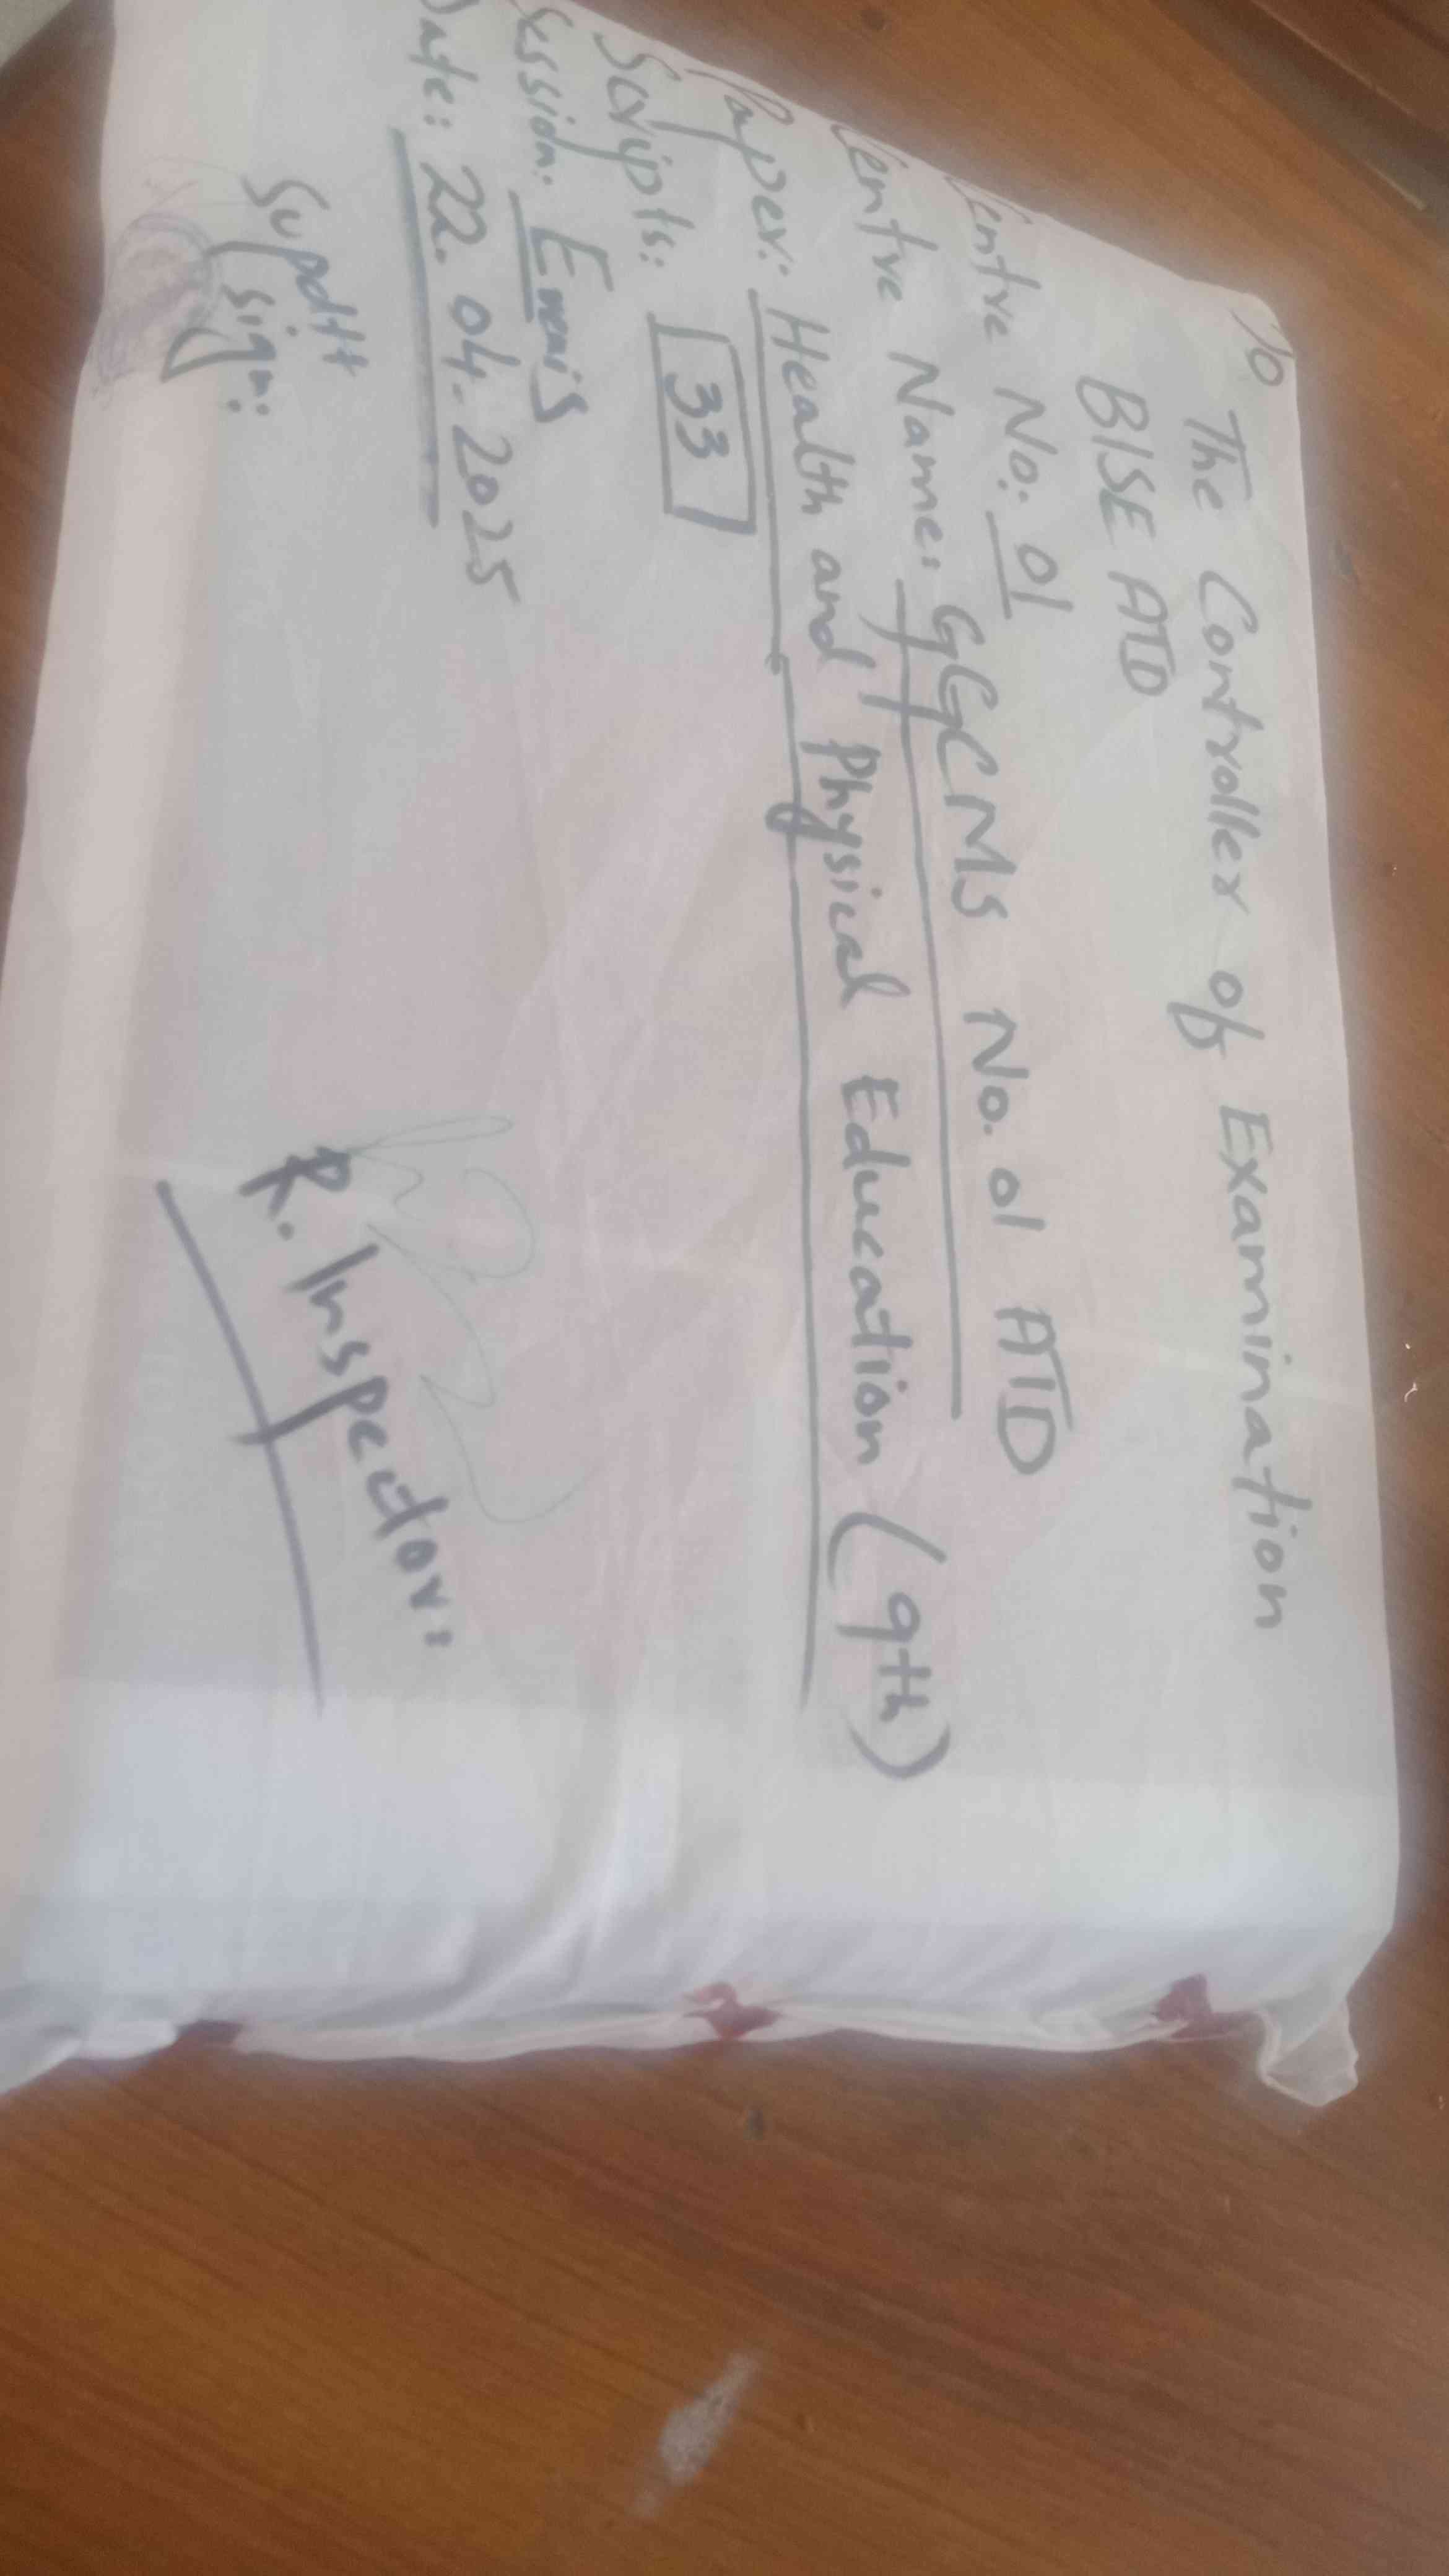 T/o
The Controller of Examination
BISE ATD
Centre No: 01
Centre Name: GGCMS No. 01 ATD
Paper: Health and Physical Education (9th)
Scripts: 33
Session:
Date: 22.04.2025
Supdtt
Sign:
R. Inspector: